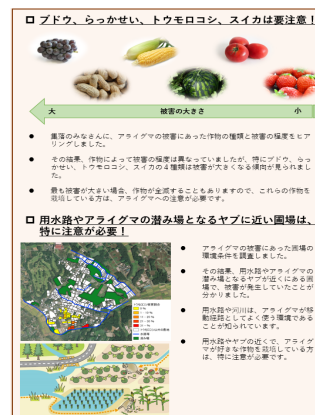 ブドウ、らっかせい、トウモロコシ、スイカは要注意！
大 被害の大きさ 小
● 集落のみなさんに、アライグマの被害にあった作物の種類と被害の程度をヒア
リングしました。
● その結果、作物によって被害の程度は異なっていましたが、特にブドウ、らっ
かせい、トウモロコシ、スイカの４種類は被害が大きくなる傾向が見られまし
た。
● 最も被害が大きい場合、作物が全滅することもありますので、これらの作物を
栽培している方は、アライグマへの注意が必要です。
用水路やアライグマの潜み場となるヤブに近い圃場は、
特に注意が必要！
● アライグマの被害にあった圃場の
環境条件を調査しました。
● その結果、用水路やアライグマの
潜み場となるヤブが近くにある圃
場で、被害が発生していたことが
分かりました。
● 用水路や河川は、アライグマが移
動経路としてよく使う環境である
ことが知られています。
● 用水路やヤブの近くで、アライグ
マが好きな作物を栽培している方
は、特に注意が必要です。